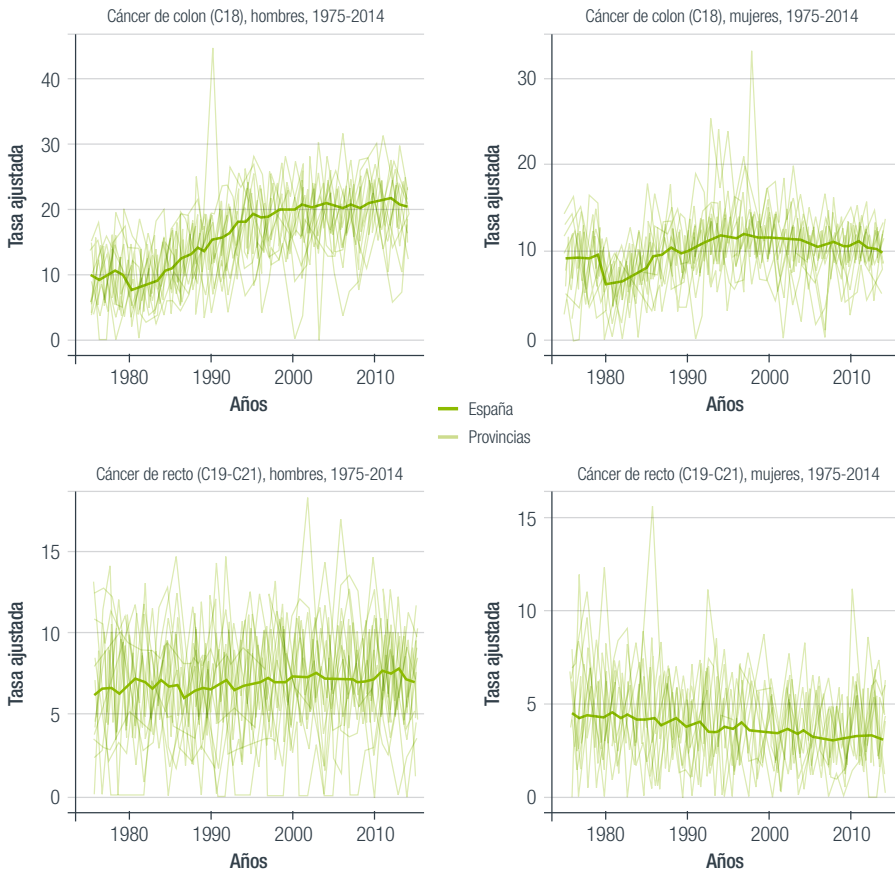 Cáncer de colon (C18), hombres, 1975-2014
Tasa ajustada
40
30
20
10
0
1980
1990
2000
2010
Años
Cáncer de colon (C18), mujeres, 1975-2014
Tasa ajustada
30
20
10
0
1980
1990
2000
2010
Años
España
Provincias
Cáncer de recto (C19-C21), hombres, 1975-2014
Tasa ajustada
15
10
5
0
1980
1990
2000
2010
Años
Cáncer de recto (C19-C21), mujeres, 1975-2014
Tasa ajustada
15
10
5
0
1980
1990
2000
2010
Años